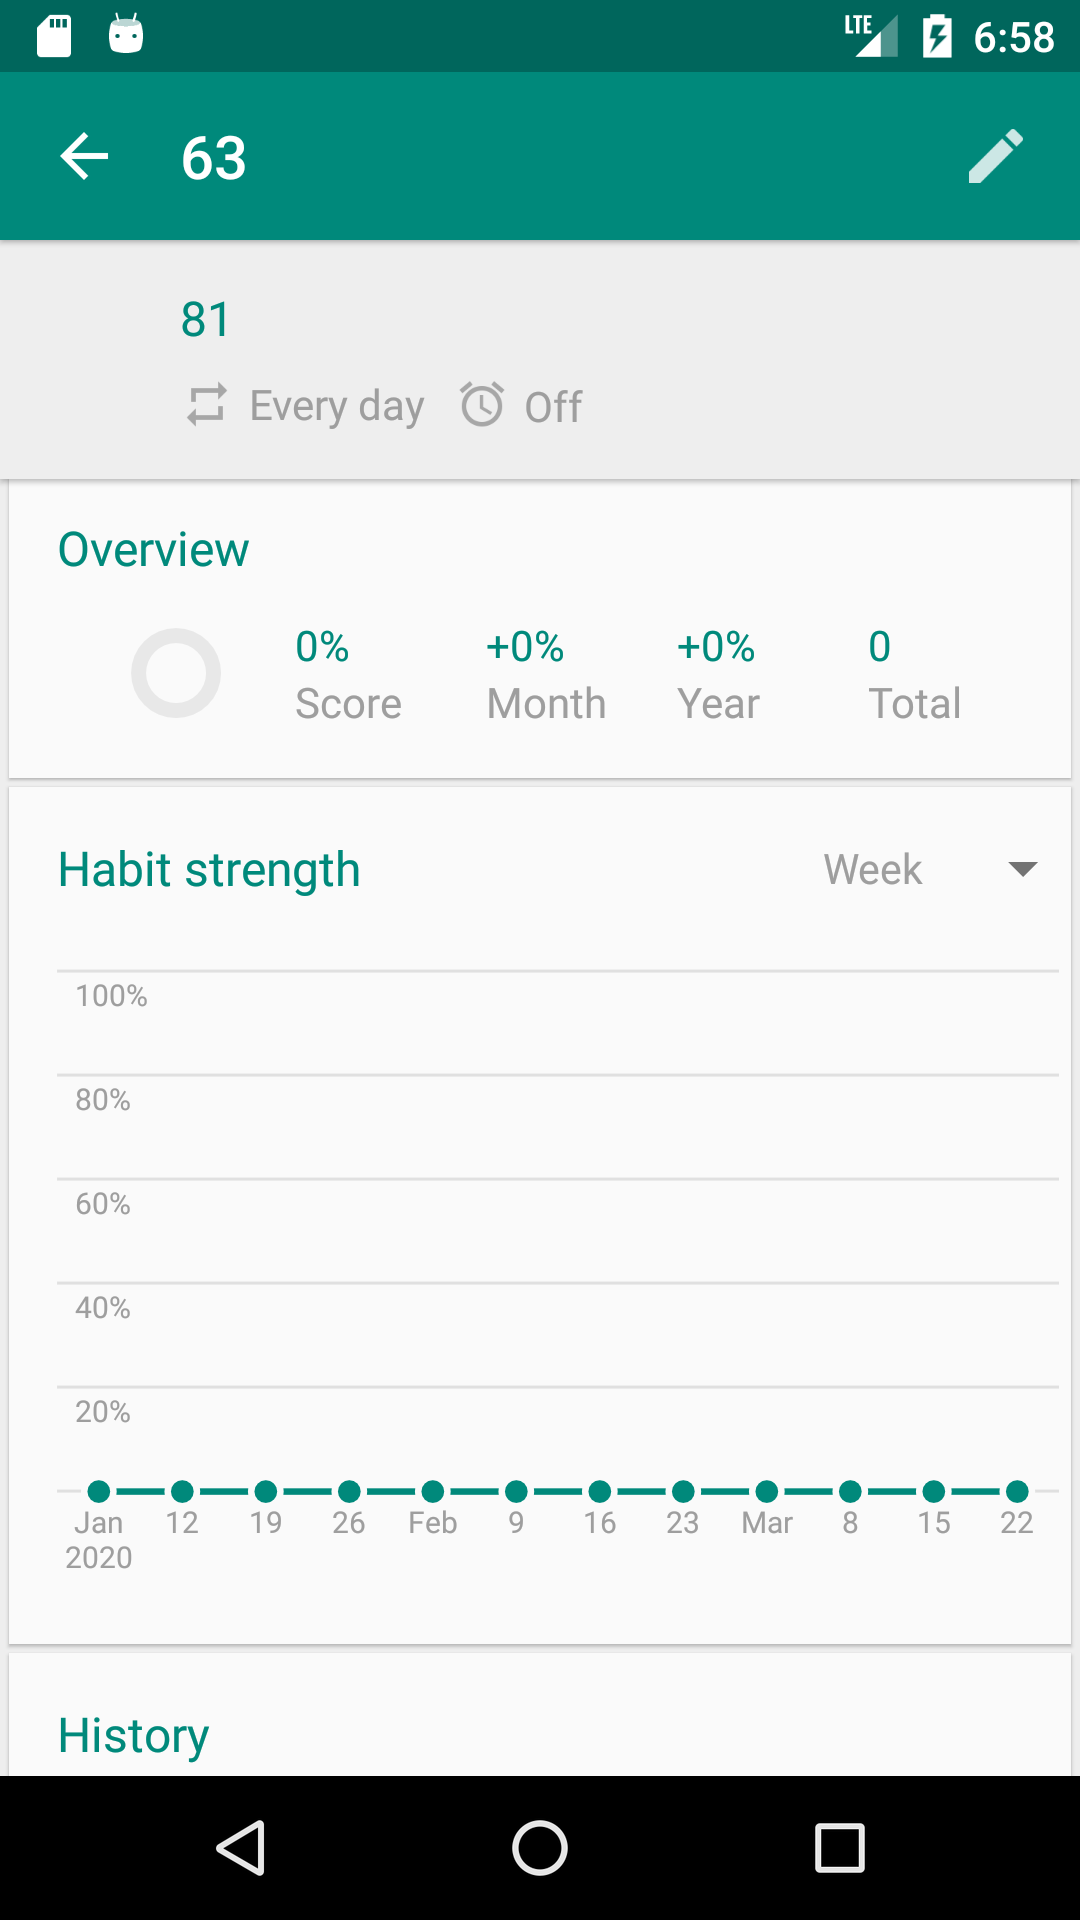 LTE 6:58
63
81
Every day Off
Overview
0% +0% +0% 0
Score Month Year Total
Habit strength Week
100%
80%
60%
40%
20%
Jan 12 19 26 Feb 9 16 23 Mar 8 15 22
2020
History